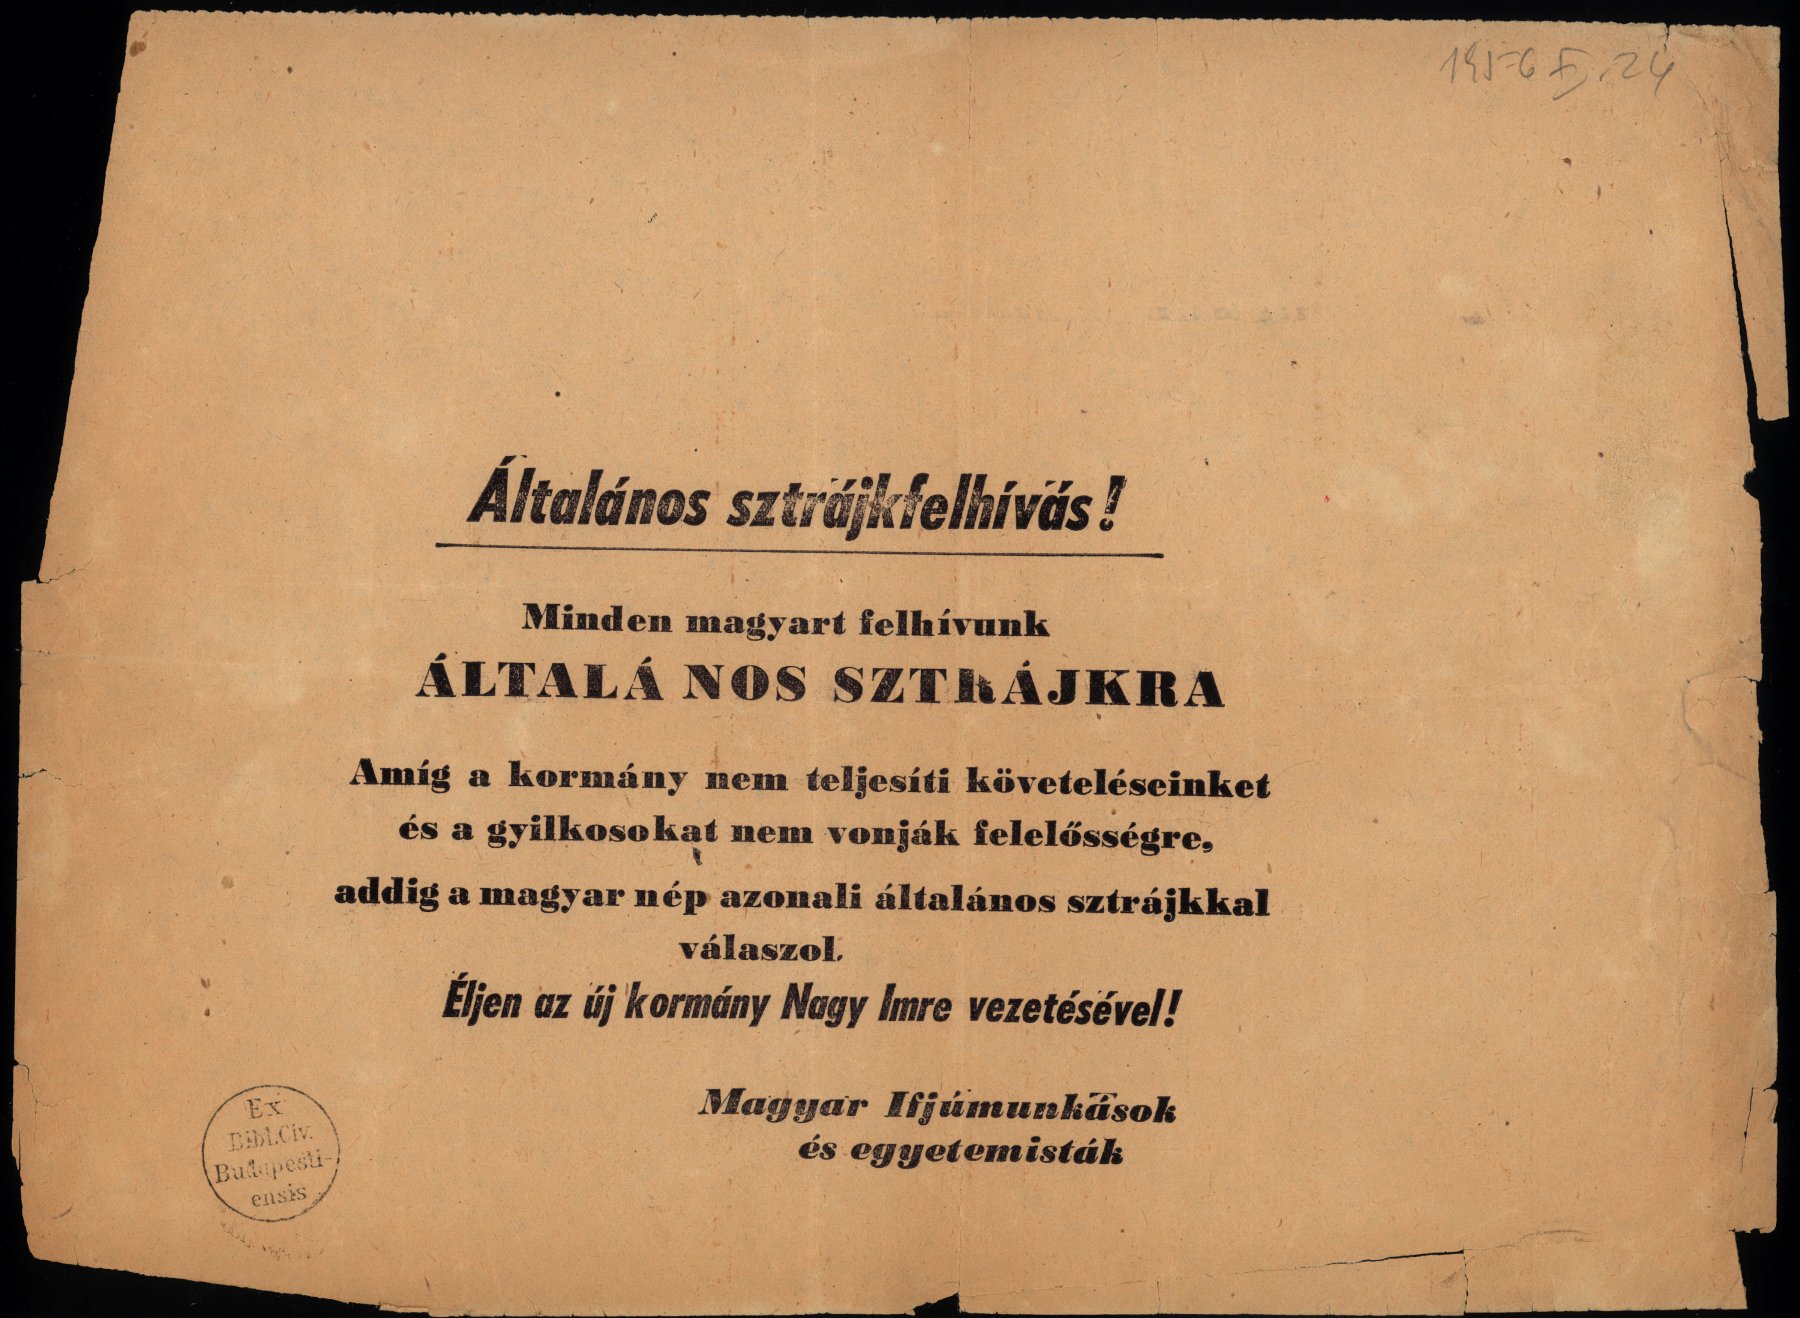 1956 X. 24
Általános sztrájkfelhívás!
Minden magyart felhívunk
ÁLTALÁ NOS SZTRÁJKRA
Amíg a kormány nem teljesíti követeléseinket
és a gyilkosokat nem vonják felelősségre,
addig a magyar nép azonali általános sztrájkkal
válaszol.
Éljen az új kormány Nagy Imre vezetésével!
Magyar Ifjúmunkások
és egyetemisták
Ex
Bibl. Civ.
Budapesti-
ensis